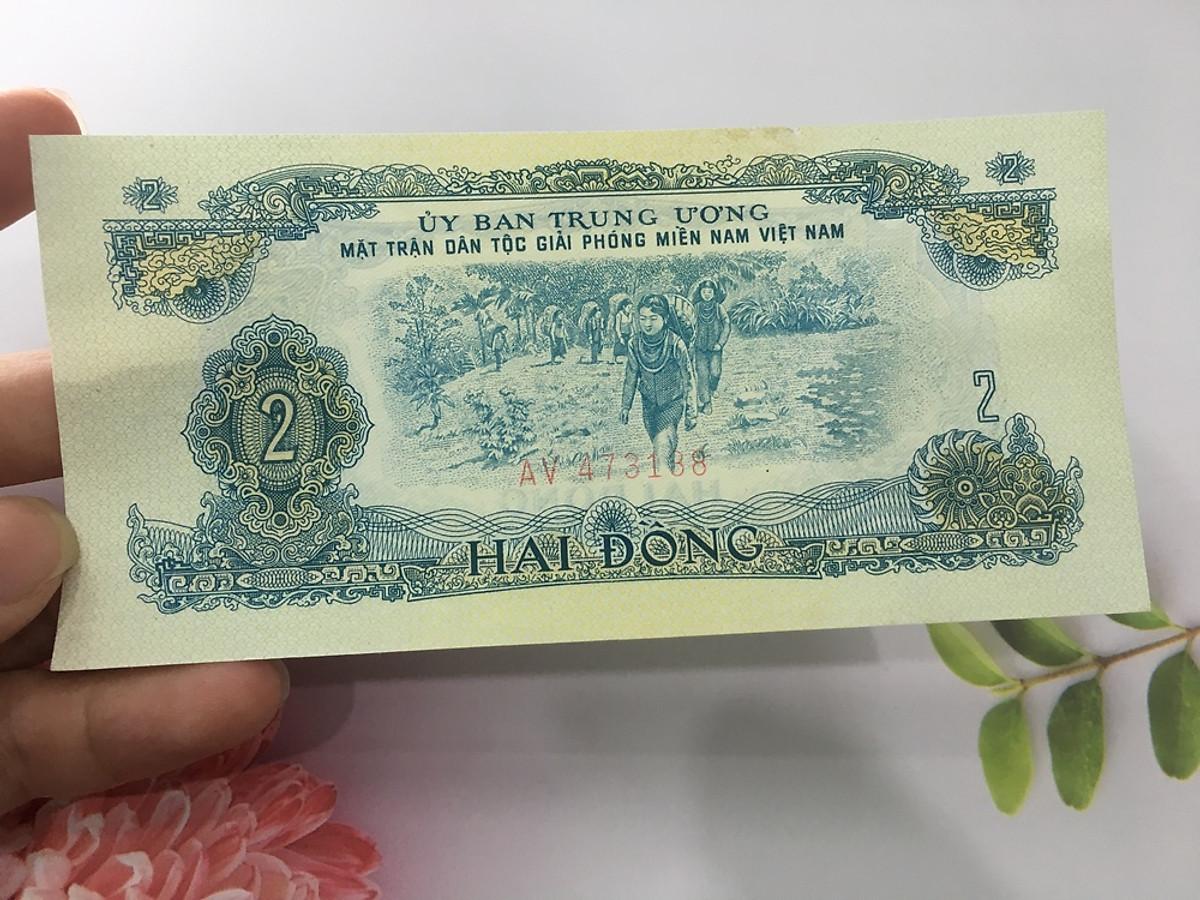 2 2
ỦY BAN TRUNG ƯƠNG
MẶT TRẬN DÂN TỘC GIẢI PHÓNG MIỀN NAM VIỆT NAM
2
2
AV 473138
HAI ĐỒNG